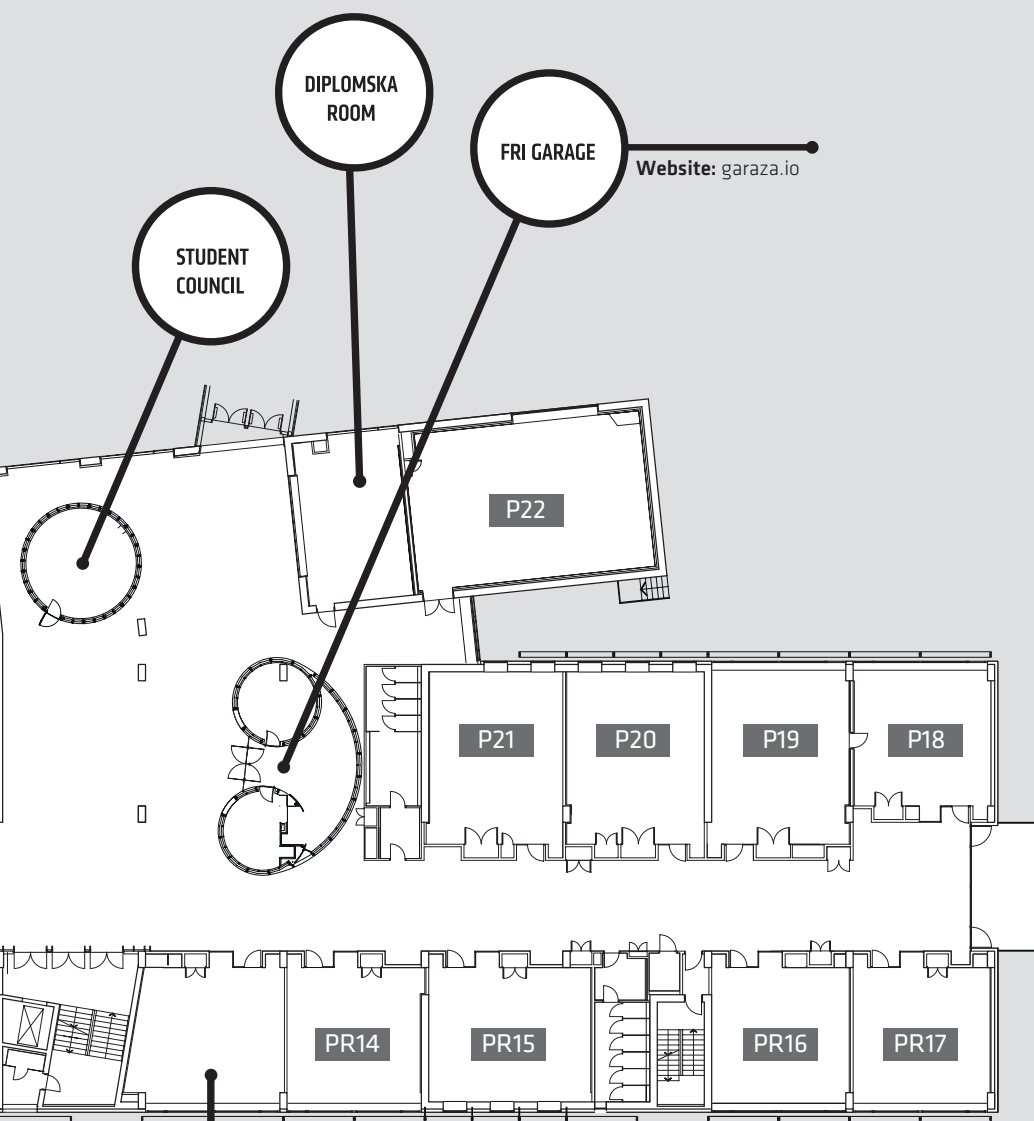 DIPLOMSKA
ROOM
FRI GARAGE
Website: garaza.io
STUDENT
COUNCIL
P22
P21
P20
P19
P18
PR14
PR15
PR16
PR17